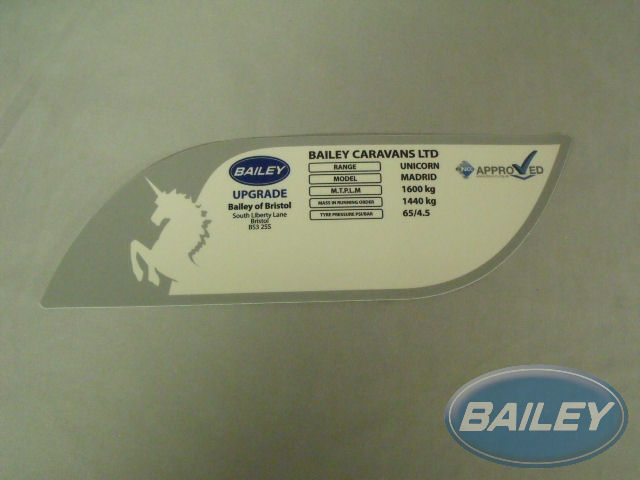 BAILEY
UPGRADE
Bailey of Bristol
South Liberty Lane
Bristol
BS3 2SS
BAILEY CARAVANS LTD
RANGE UNICORN
MODEL MADRID
M.T.P.L.M 1600 kg
MASS IN RUNNING ORDER 1440 kg
TYRE PRESSURE PSI/BAR 65/4.5
APPROVED
BAILEY